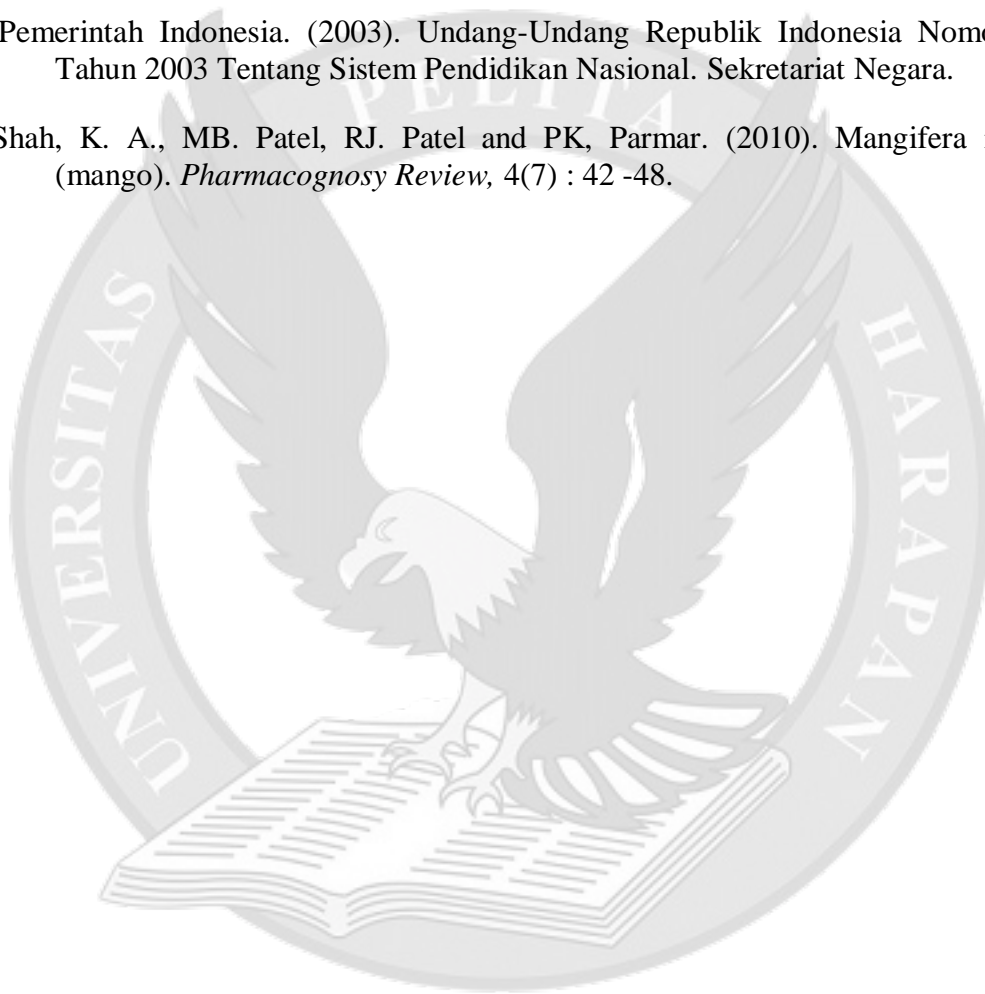 Pemerintah Indonesia. (2003). Undang-Undang Republik Indonesia
Tahun 2003 Tentang Sistem Pendidikan Nasional. Sekretariat Negara.
Shah, K. A., MB. Patel, RJ. Patel and PK, Parmar. (2010). Mangifera
(mango). Pharmacognosy Review, 4(7) : 42 -48.
UNIVERSITAS PELITA HARAPAN